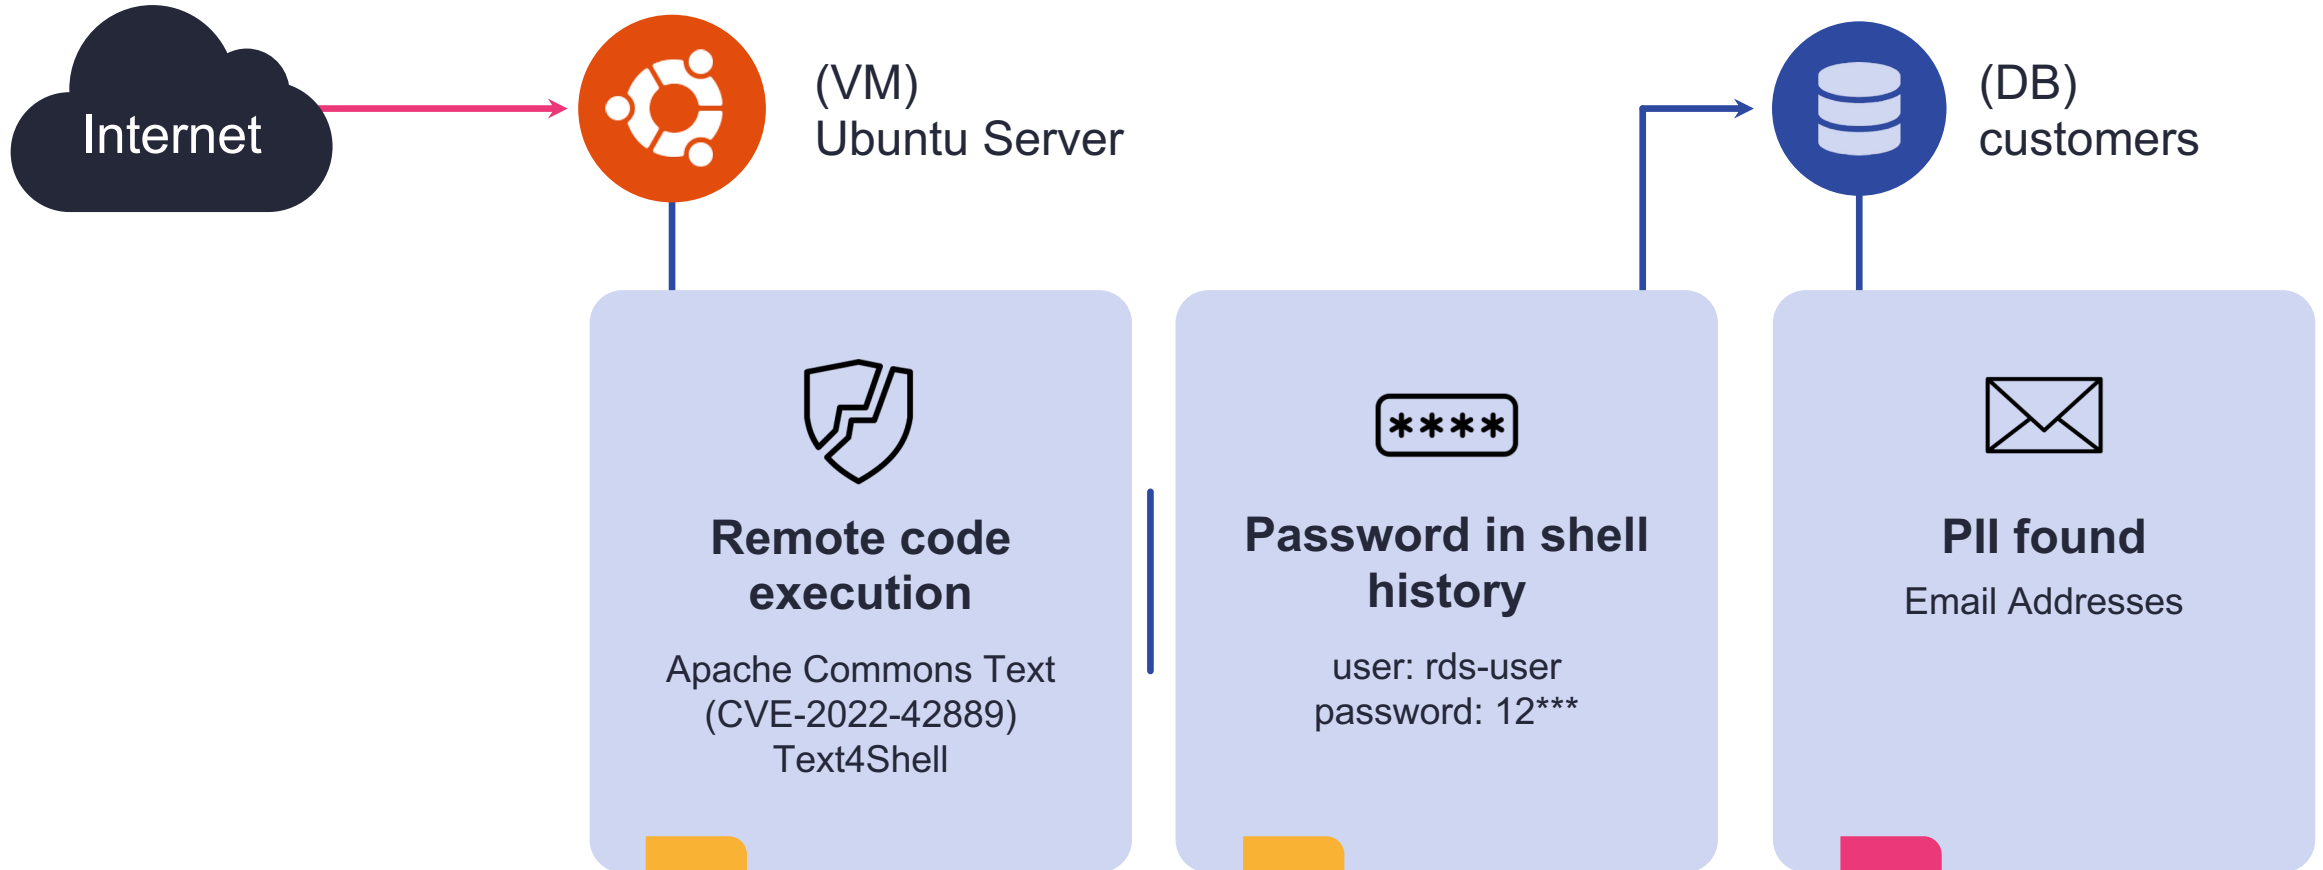 Internet
(VM)
Ubuntu Server
(DB)
customers
Remote code
execution
Apache Commons Text
(CVE-2022-42889)
Text4Shell
****
Password in shell
history
user: rds-user
password: 12***
PII found
Email Addresses